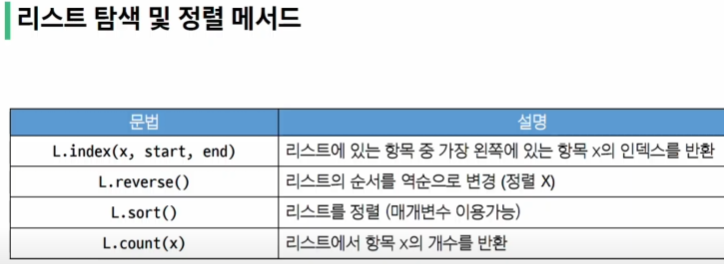 리스트 탐색 및 정렬 메서드
문법 설명
L.index(x, start, end) 리스트에 있는 항목 중 가장 왼쪽에 있는 항목 x의 인덱스를 반환
L.reverse() 리스트의 순서를 역순으로 변경 (정렬 X)
L.sort() 리스트를 정렬 (매개변수 이용가능)
L.count(x) 리스트에서 항목 x의 개수를 반환